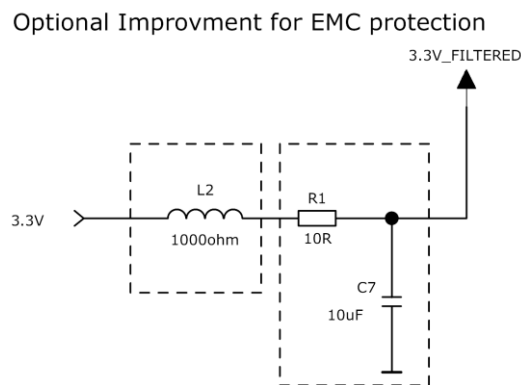 Optional Improvment for EMC protection
3.3V_FILTERED
L2
R1
3.3V
1000ohm
10R
C7
10uF